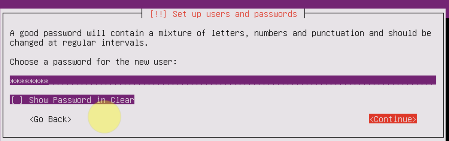 [!!] Set up users and passwords
A good password will contain a mixture of letters, numbers and punctuation and should be
changed at regular intervals.
Choose a password for the new user:
*********
[ ] Show Password in Clear
<Go Back> <Continue>